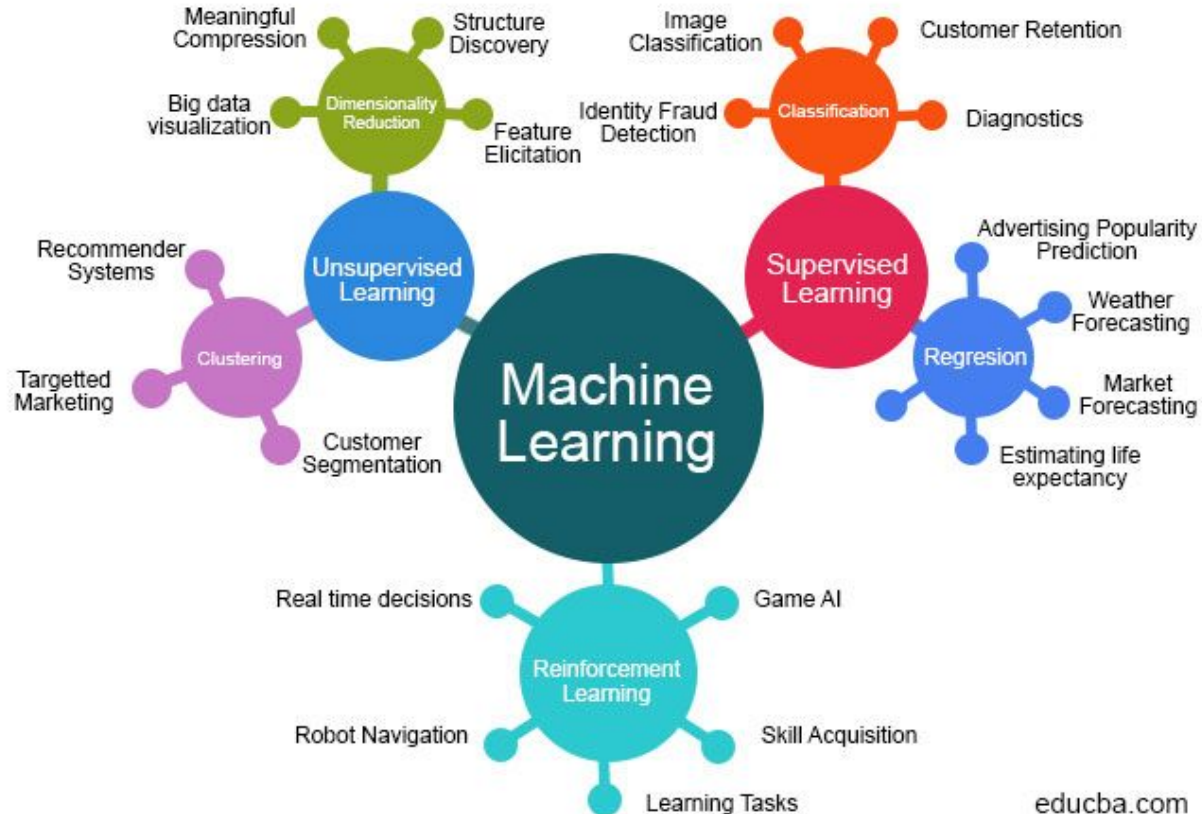 Meaningful
Compression
Structure
Discovery
Big data
visualization
Dimensionality
Reduction
Feature
Elicitation
Image
Classification
Customer Retention
Identity Fraud
Detection
Classification
Diagnostics
Recommender
Systems
Unsupervised
Learning
Clustering
Targetted
Marketing
Customer
Segmentation
Supervised
Learning
Advertising Popularity
Prediction
Weather
Forecasting
Regresion
Market
Forecasting
Estimating life
expectancy
Machine
Learning
Real time decisions
Game AI
Reinforcement
Learning
Robot Navigation
Skill Acquisition
Learning Tasks
educba.com